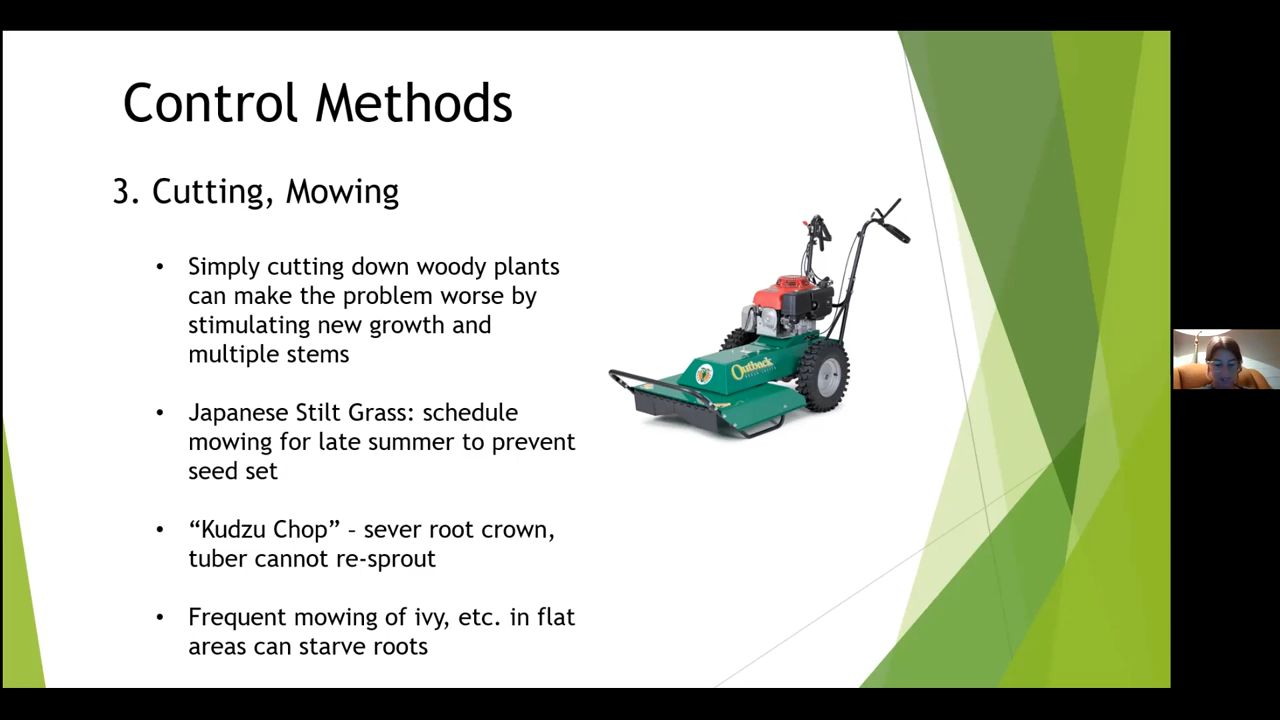 Control Methods
3. Cutting, Mowing
• Simply cutting down woody plants
can make the problem worse by
stimulating new growth and
multiple stems
• Japanese Stilt Grass: schedule
mowing for late summer to prevent
seed set
• “Kudzu Chop” – sever root crown,
tuber cannot re-sprout
• Frequent mowing of ivy, etc. in flat
areas can starve roots
Outback